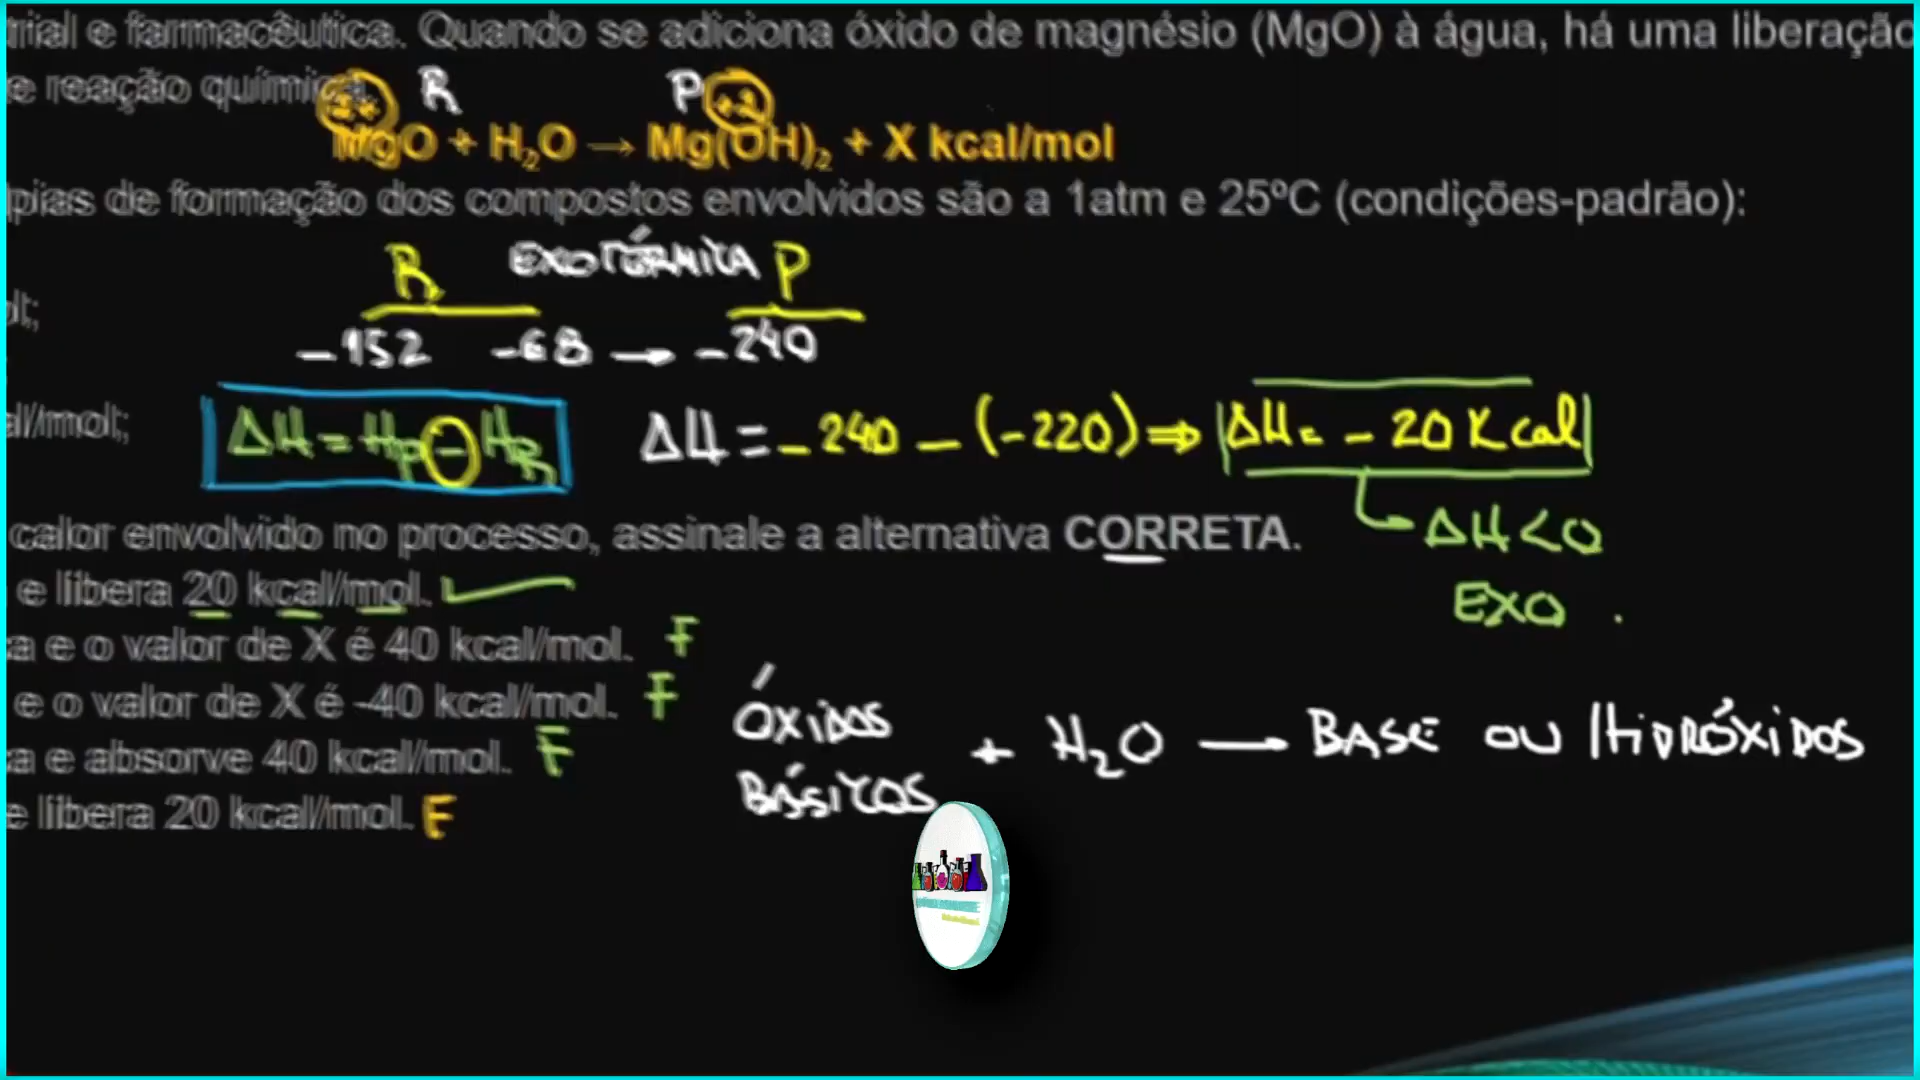 e farmacêutica. Quando se adiciona óxido de magnésio (MgO) à água, há uma liberação
e reação química.
2+ R P +2
MgO + H₂O → Mg(OH)₂ + X kcal/mol
de formação dos compostos envolvidos são a 1atm e 25ºC (condições-padrão):
R EXOTÉRMICA P
-152 -68 → -240
ΔH = HP - HR ΔH = -240 - (-220) ⇒ ΔH = -20 Kcal
calor envolvido no processo, assinale a alternativa CORRETA.
ΔH < 0
e libera 20 kcal/mol.
EXO.
a e o valor de X é 40 kcal/mol. F
e o valor de X é -40 kcal/mol. F
a e absorve 40 kcal/mol. F
e libera 20 kcal/mol. F
ÓXIDOS BÁSICOS + H₂O → BASE OU HIDRÓXIDOS